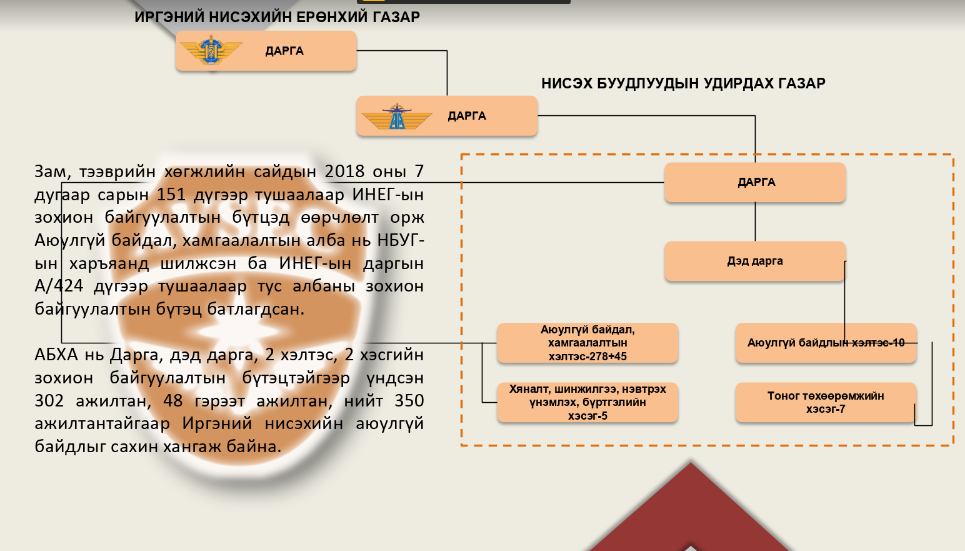 ИРГЭНИЙ НИСЭХИЙН ЕРӨНХИЙ ГАЗАР
ДАРГА
НИСЭХ БУУДЛУУДЫН УДИРДАХ ГАЗАР
ДАРГА
Зам, тээврийн хөгжлийн сайдын 2018 оны 7
дугаар сарын 151 дүгээр тушаалаар ИНЕГ-ын
зохион байгуулалтын бүтцэд өөрчлөлт орж
Аюулгүй байдал, хамгаалалтын алба нь НБУГ-
ын харъяанд шилжсэн ба ИНЕГ-ын даргын
А/424 дүгээр тушаалаар тус албаны зохион
байгуулалтын бүтэц батлагдсан.
АБХА нь Дарга, дэд дарга, 2 хэлтэс, 2 хэсгийн
зохион байгуулалтын бүтэцтэйгээр үндсэн
302 ажилтан, 48 гэрээт ажилтан, нийт 350
ажилтантайгаар Иргэний нисэхийн аюулгүй
байдлыг сахин хангаж байна.
AVSEC
ДАРГА
Дэд дарга
Аюулгүй байдал,
хамгаалалтын
хэлтэс-278+45
Аюулгүй байдлын хэлтэс-10
Хяналт, шинжилгээ, нэвтрэх
үнэмлэх, бүртгэлийн
хэсэг-5
Тоног төхөөрөмжийн
хэсэг-7